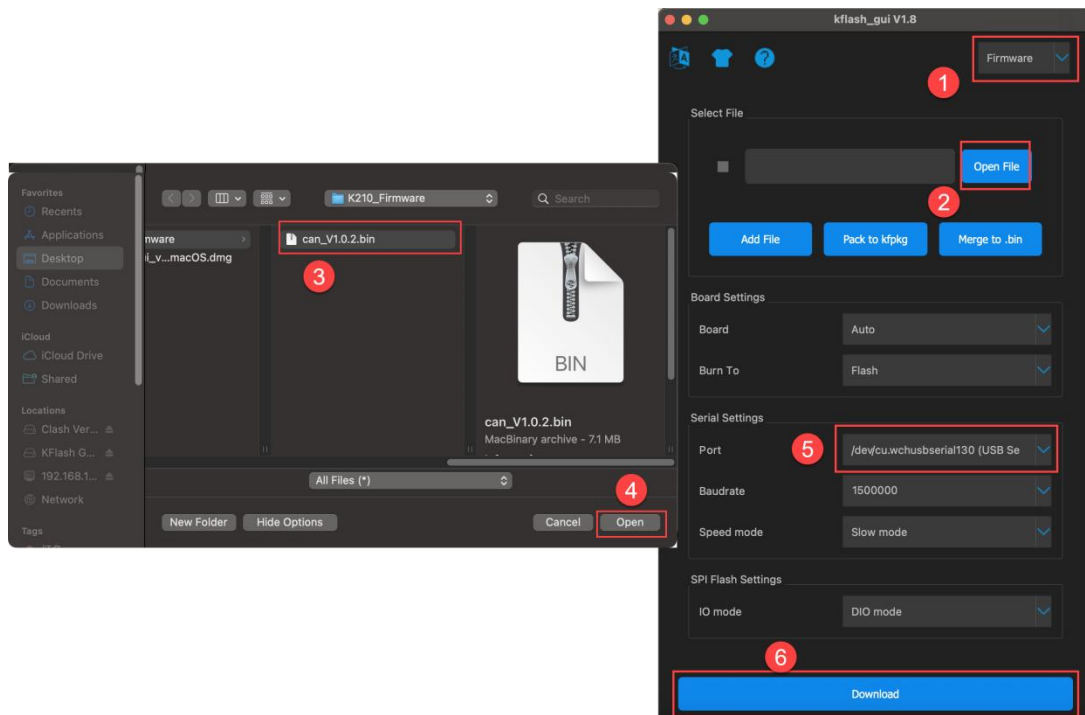 kflash_gui V1.8
Firmware
1
Select File
Open File
2
Add File
Pack to kfpkg
Merge to .bin
Board Settings
Board
Auto
Burn To
Flash
Serial Settings
Port
5
/dev/cu.wchusbserial130 (USB Se
Baudrate
1500000
Speed mode
Slow mode
SPI Flash Settings
IO mode
DIO mode
6
Download
Favorites
Recents
Applications
Desktop
Documents
Downloads
iCloud
iCloud Drive
Shared
Locations
Clash Ver...
KFlash G...
192.168.1...
Network
Tags
K210_Firmware
Search
nware
i_v...macOS.dmg
can_V1.0.2.bin
3
BIN
can_V1.0.2.bin
MacBinary archive - 7.1 MB
All Files (*)
4
New Folder
Hide Options
Cancel
Open